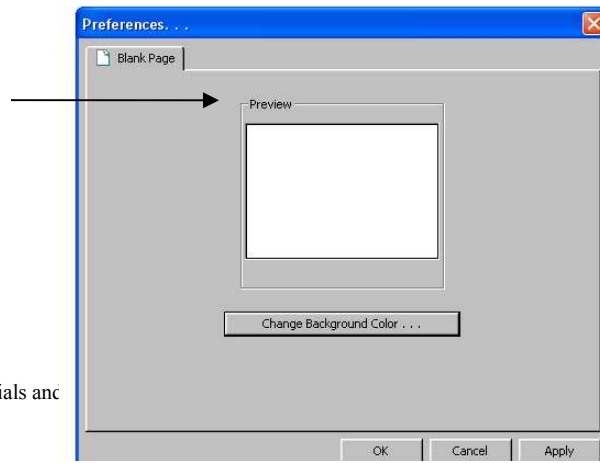 Preferences. . .
Blank Page
Preview
Change Background Color . . .
ials and
OK Cancel Apply